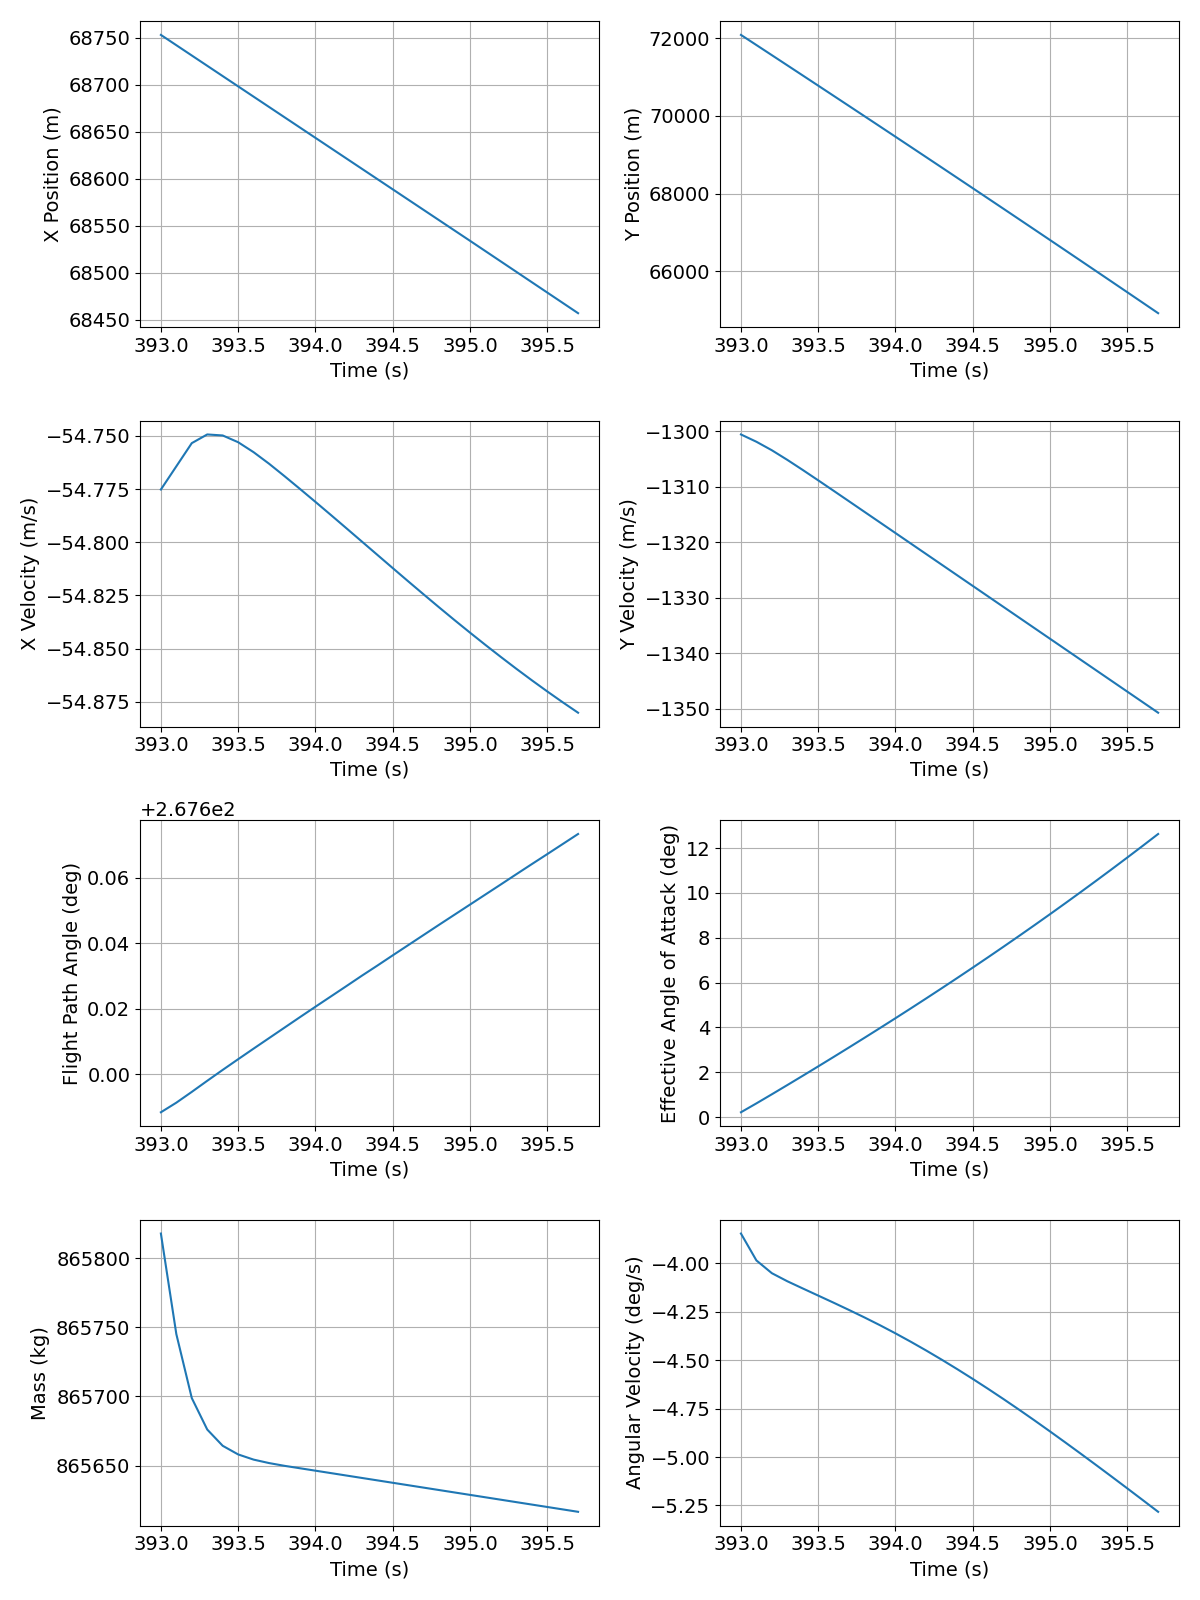 X Position (m)
68750
68700
68650
68600
68550
68500
68450
393.0 393.5 394.0 394.5 395.0 395.5
Time (s)
Y Position (m)
72000
70000
68000
66000
393.0 393.5 394.0 394.5 395.0 395.5
Time (s)
X Velocity (m/s)
−54.750
−54.775
−54.800
−54.825
−54.850
−54.875
393.0 393.5 394.0 394.5 395.0 395.5
Time (s)
Y Velocity (m/s)
−1300
−1310
−1320
−1330
−1340
−1350
393.0 393.5 394.0 394.5 395.0 395.5
Time (s)
+2.676e2
Flight Path Angle (deg)
0.06
0.04
0.02
0.00
393.0 393.5 394.0 394.5 395.0 395.5
Time (s)
Effective Angle of Attack (deg)
12
10
8
6
4
2
0
393.0 393.5 394.0 394.5 395.0 395.5
Time (s)
Mass (kg)
865800
865750
865700
865650
393.0 393.5 394.0 394.5 395.0 395.5
Time (s)
Angular Velocity (deg/s)
−4.00
−4.25
−4.50
−4.75
−5.00
−5.25
393.0 393.5 394.0 394.5 395.0 395.5
Time (s)